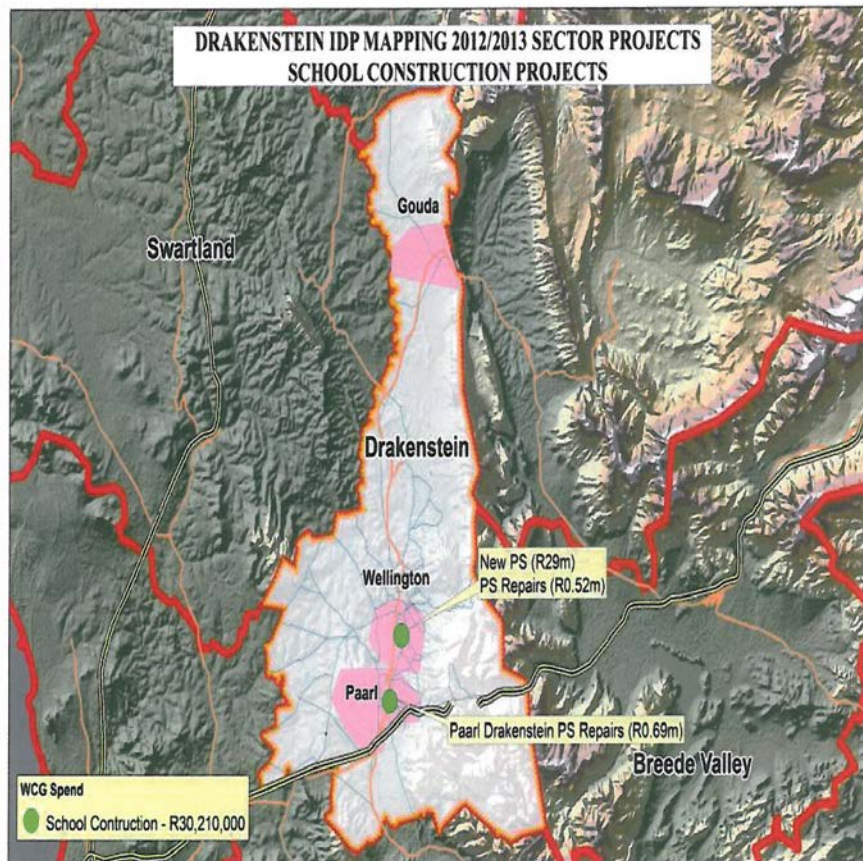 DRAKENSTEIN IDP MAPPING 2012/2013 SECTOR PROJECTS
SCHOOL CONSTRUCTION PROJECTS
Gouda
Swartland
Drakenstein
New PS (R29m)
PS Repairs (R0.52m)
Wellington
Paarl
Paarl Drakenstein PS Repairs (R0.69m)
Breede Valley
WCG Spend
School Contruction - R30,210,000